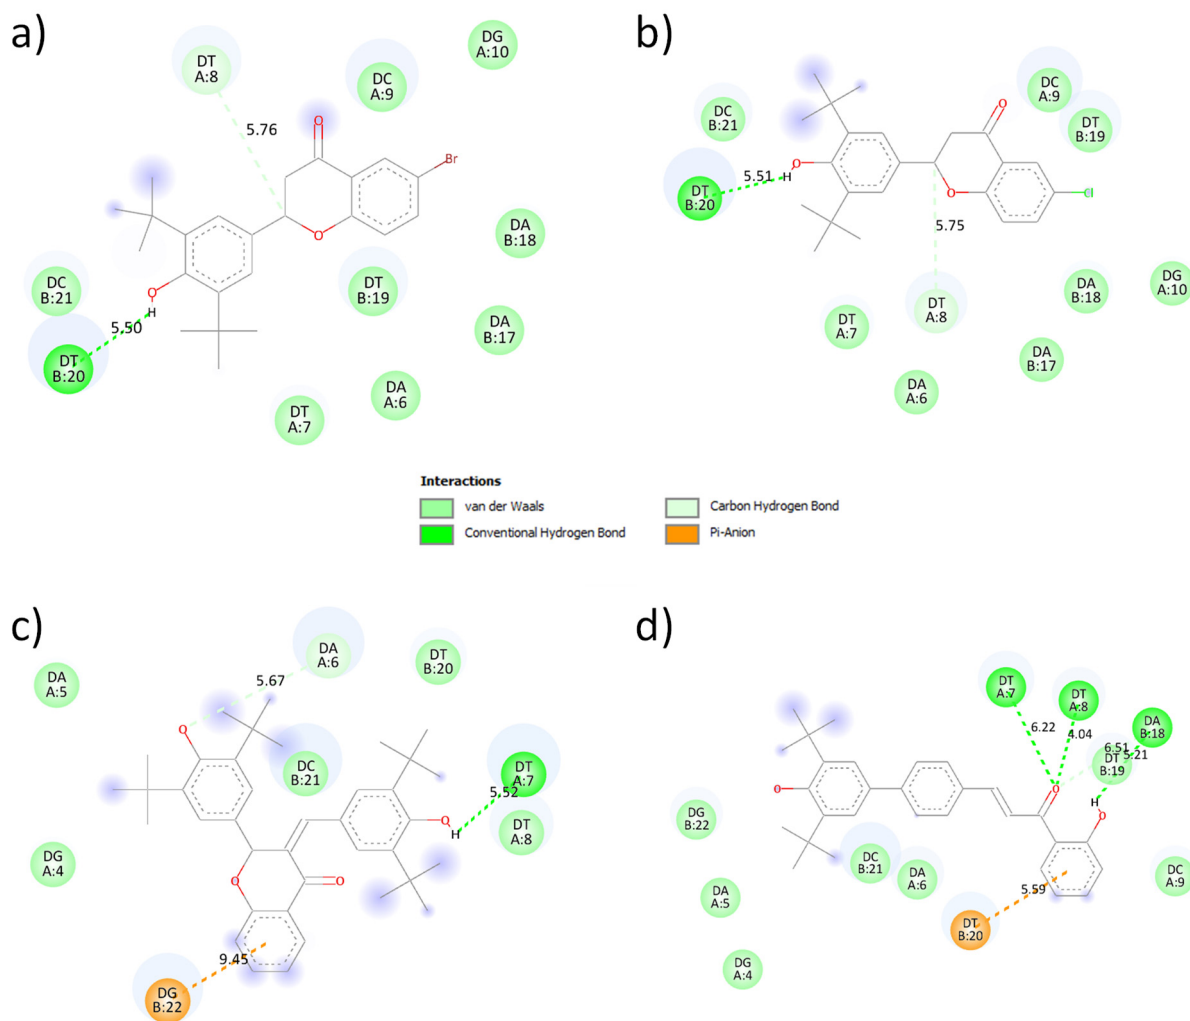 a)
DG
A:10
DT
A:8
DC
A:9
5.76
O
Br
DA
B:18
O
DC
B:21
DT
B:19
O
H
5.50
DA
B:17
DT
B:20
DA
A:6
DT
A:7
b)
DC
A:9
DC
B:21
O
DT
B:19
O
H
5.51
DT
B:20
O
Cl
5.75
DA
B:18
DG
A:10
DT
A:8
DT
A:7
DA
B:17
DA
A:6
Interactions
van der Waals
Carbon Hydrogen Bond
Conventional Hydrogen Bond
Pi-Anion
c)
DA
A:6
DT
B:20
DA
A:5
5.67
O
DC
B:21
DT
A:7
5.52
O
H
DT
A:8
DG
A:4
O
O
9.45
DG
B:22
d)
DT
A:7
DT
A:8
DA
B:18
6.22
4.04
6.51
5.21
DT
B:19
O
O
H
O
DG
B:22
DC
B:21
DA
A:6
DC
A:9
5.59
DA
A:5
DT
B:20
DG
A:4